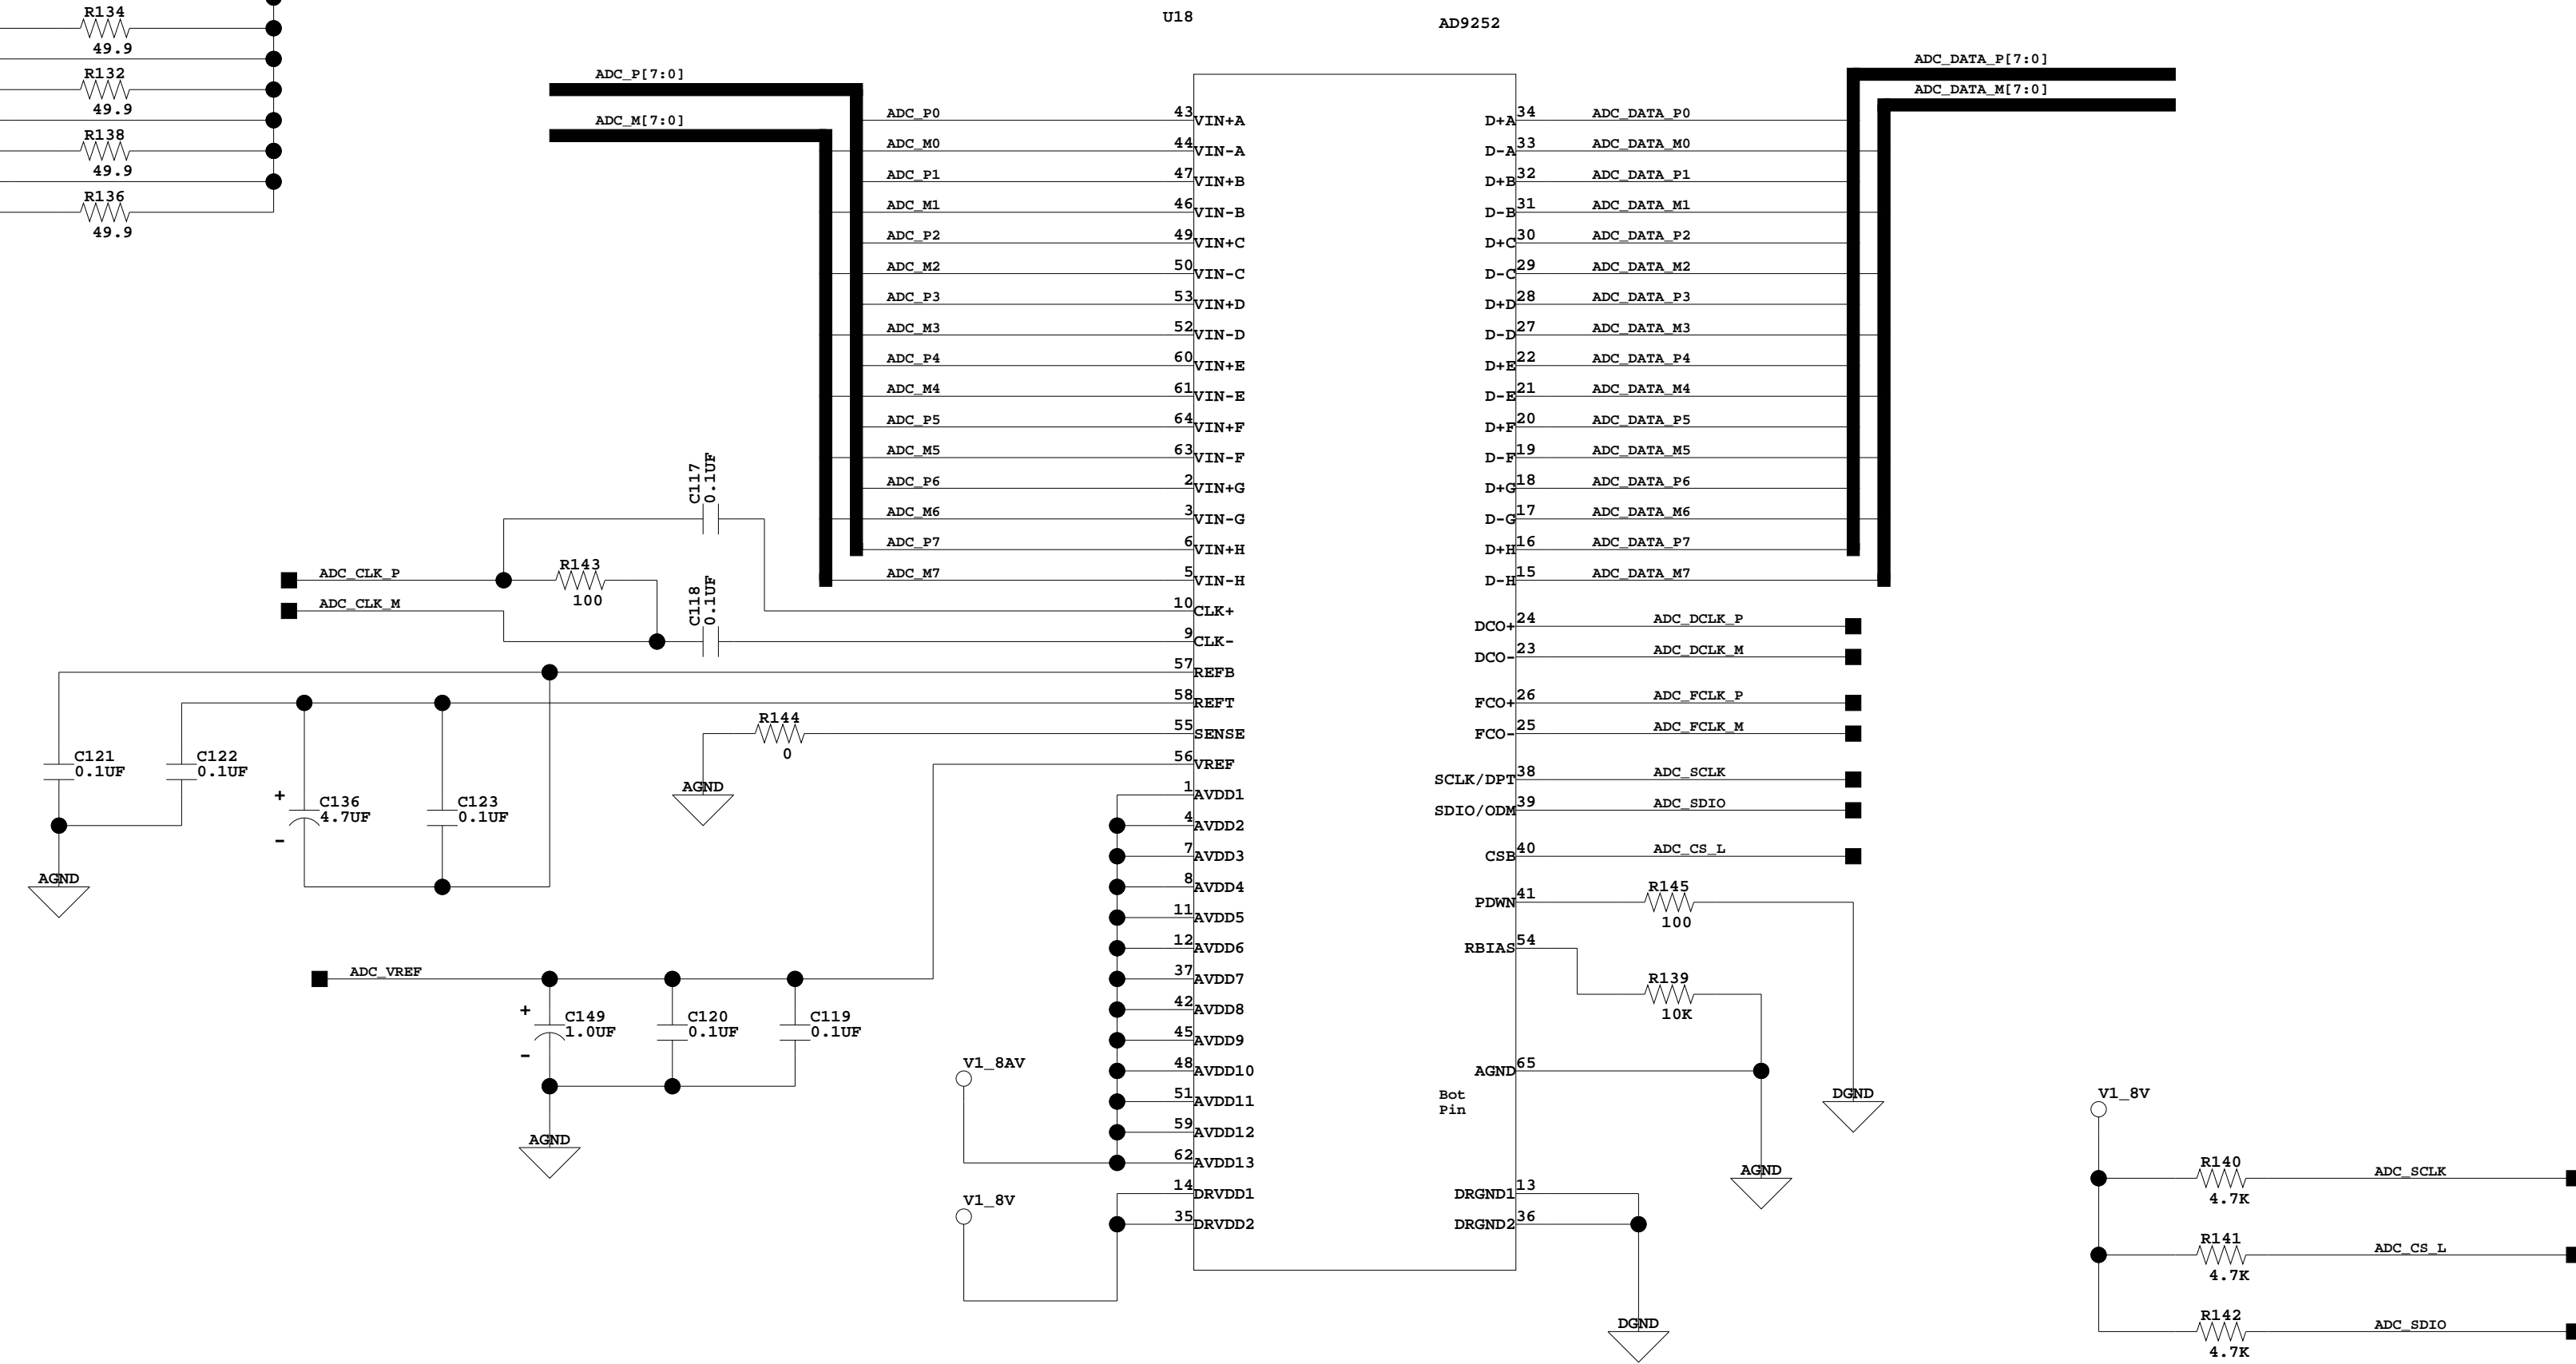 R134
49.9
R132
49.9
R138
49.9
R136
49.9
U18
AD9252
ADC_P[7:0]
ADC_M[7:0]
ADC_DATA_P[7:0]
ADC_DATA_M[7:0]
ADC_P0 43 VIN+A D+A 34 ADC_DATA_P0
ADC_M0 44 VIN-A D-A 33 ADC_DATA_M0
ADC_P1 47 VIN+B D+B 32 ADC_DATA_P1
ADC_M1 46 VIN-B D-B 31 ADC_DATA_M1
ADC_P2 49 VIN+C D+C 30 ADC_DATA_P2
ADC_M2 50 VIN-C D-C 29 ADC_DATA_M2
ADC_P3 53 VIN+D D+D 28 ADC_DATA_P3
ADC_M3 52 VIN-D D-D 27 ADC_DATA_M3
ADC_P4 60 VIN+E D+E 22 ADC_DATA_P4
ADC_M4 61 VIN-E D-E 21 ADC_DATA_M4
ADC_P5 64 VIN+F D+F 20 ADC_DATA_P5
ADC_M5 63 VIN-F D-F 19 ADC_DATA_M5
ADC_P6 2 VIN+G D+G 18 ADC_DATA_P6
ADC_M6 3 VIN-G D-G 17 ADC_DATA_M6
ADC_P7 6 VIN+H D+H 16 ADC_DATA_P7
ADC_M7 5 VIN-H D-H 15 ADC_DATA_M7
C117
0.1UF
ADC_CLK_P
R143
100
ADC_CLK_M
C118
0.1UF
10 CLK+
9 CLK-
57 REFB
58 REFT
R144
0
55 SENSE
AGND
56 VREF
C121
0.1UF
C122
0.1UF
+
C136
4.7UF
-
C123
0.1UF
AGND
1 AVDD1
4 AVDD2
7 AVDD3
8 AVDD4
11 AVDD5
12 AVDD6
37 AVDD7
42 AVDD8
45 AVDD9
48 AVDD10
51 AVDD11
59 AVDD12
62 AVDD13
14 DRVDD1
35 DRVDD2
ADC_VREF
+
C149
1.0UF
-
C120
0.1UF
C119
0.1UF
AGND
V1_8AV
V1_8V
DCO+ 24 ADC_DCLK_P
DCO- 23 ADC_DCLK_M
FCO+ 26 ADC_FCLK_P
FCO- 25 ADC_FCLK_M
SCLK/DPT 38 ADC_SCLK
SDIO/ODM 39 ADC_SDIO
CSB 40 ADC_CS_L
PDWN 41
R145
100
RBIAS 54
R139
10K
AGND 65
Bot
Pin
DGND
AGND
DRGND1 13
DRGND2 36
DGND
V1_8V
R140 ADC_SCLK
4.7K
R141 ADC_CS_L
4.7K
R142 ADC_SDIO
4.7K